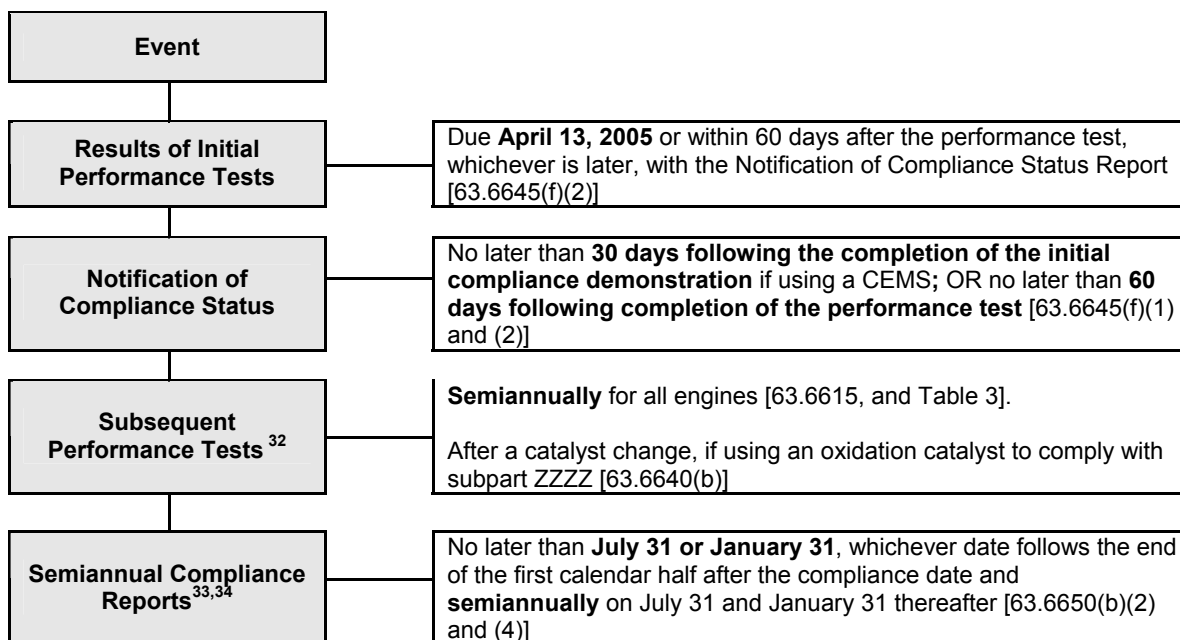 Event
Results of Initial
Performance Tests
Due April 13, 2005 or within 60 days after the performance test,
whichever is later, with the Notification of Compliance Status Report
[63.6645(f)(2)]
Notification of
Compliance Status
No later than 30 days following the completion of the initial
compliance demonstration if using a CEMS; OR no later than 60
days following completion of the performance test [63.6645(f)(1)
and (2)]
Subsequent
Performance Tests 32
Semiannually for all engines [63.6615, and Table 3].
After a catalyst change, if using an oxidation catalyst to comply with
subpart ZZZZ [63.6640(b)]
Semiannual Compliance
Reports33,34
No later than July 31 or January 31, whichever date follows the end
of the first calendar half after the compliance date and
semiannually on July 31 and January 31 thereafter [63.6650(b)(2)
and (4)]